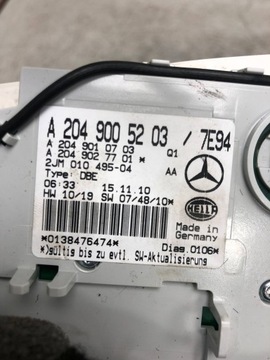 A 204 900 52 03 / 7E94
A 204 901 07 03 Q1
A 204 902 77 01 *
2JM 010 495-04 AA
Type: DBE
06:33 15.11.10
HW 10/19 SW 07/48/10*
HELLA
Made in
Germany
*0138476474* Diag.0106*
*)gültig bis zu evtl. SW-Aktualisierung